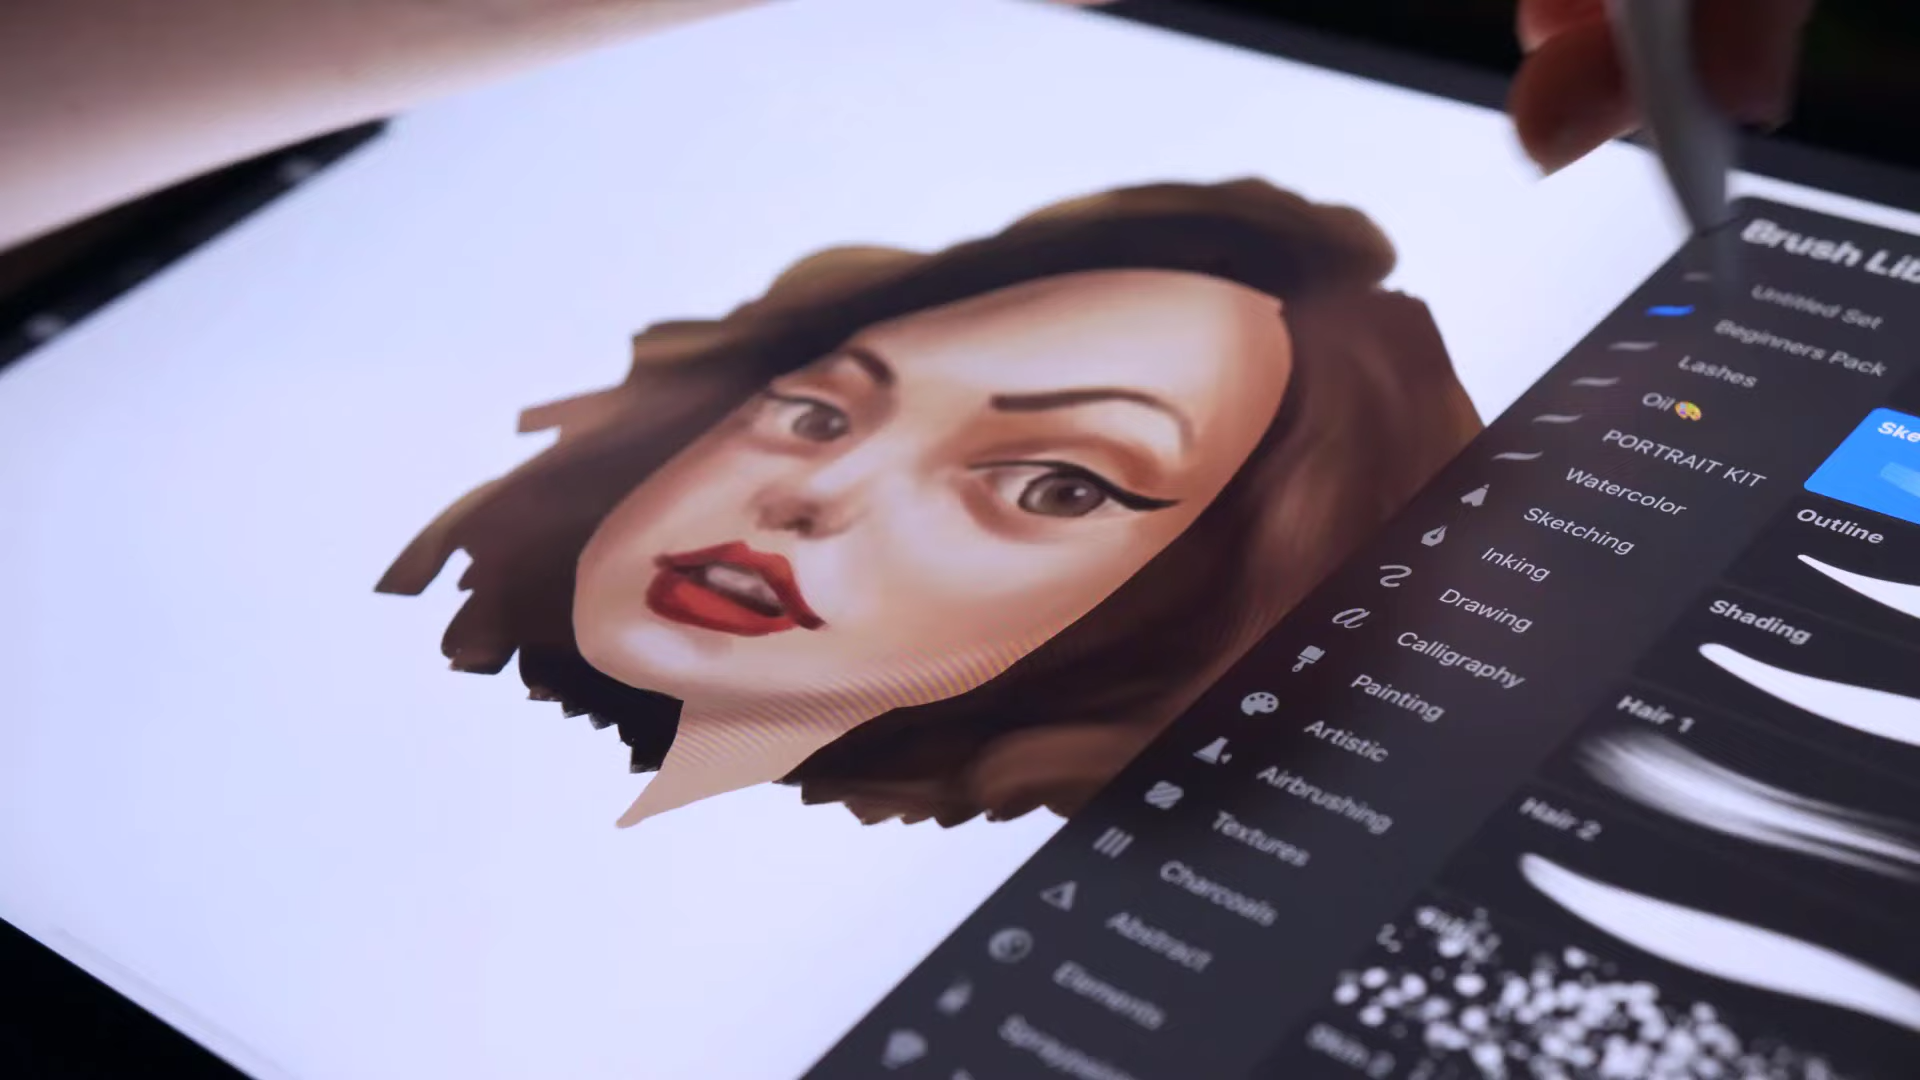 Brush Lib
Untitled Set
Beginners Pack
Lashes
Oil🎨
PORTRAIT KIT
Watercolor
Sketching
Inking
Drawing
Calligraphy
Painting
Artistic
Airbrushing
Textures
Charcoals
Abstract
Elements
Ske
Outline
Shading
Hair 1
Hair 2